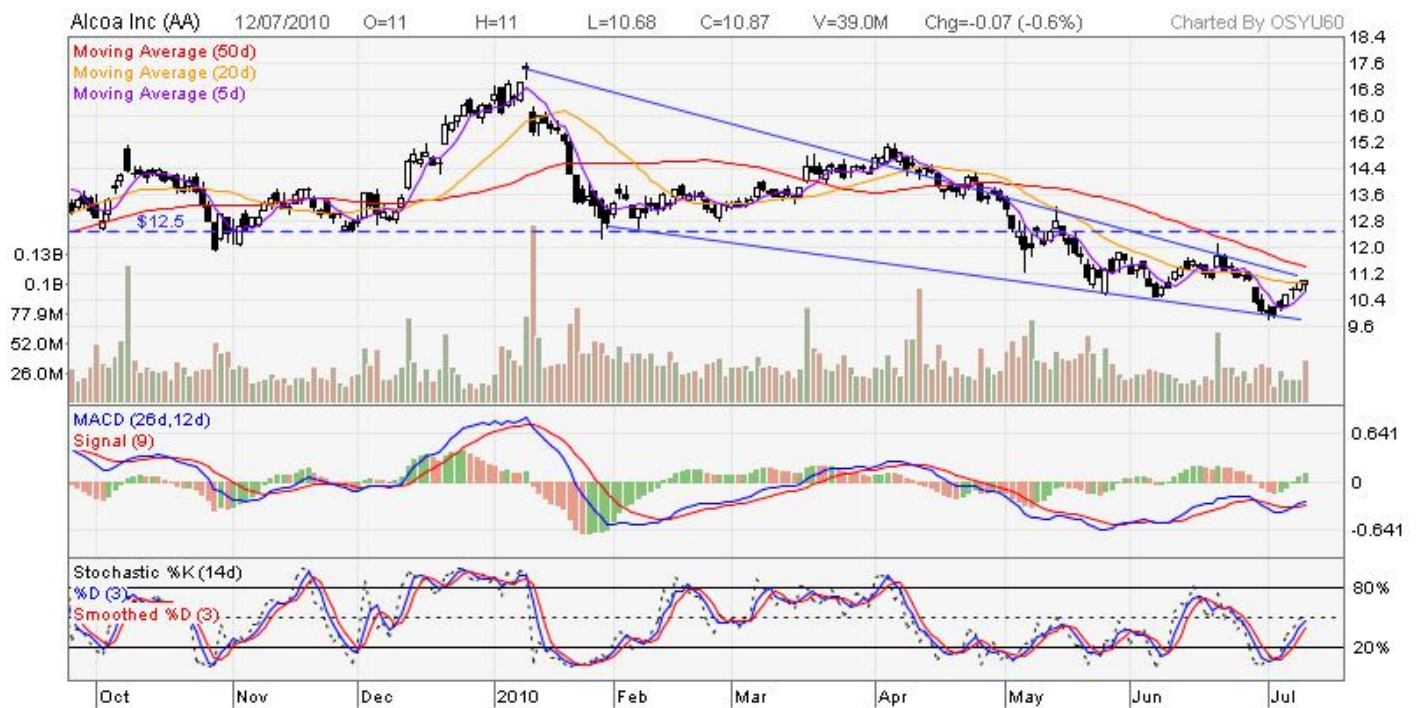 Alcoa Inc (AA) 12/07/2010 O=11 H=11 L=10.68 C=10.87 V=39.0M Chg=-0.07 (-0.6%) Charted By OSYU60
Moving Average (50d)
Moving Average (20d)
Moving Average (5d)
$12.5
18.4
17.6
16.8
16.0
15.2
14.4
13.6
12.8
12.0
11.2
10.4
9.6
0.13B
0.1B
77.9M
52.0M
26.0M
MACD (26d,12d)
Signal (9)
0.641
0
-0.641
Stochastic %K (14d)
%D (3)
Smoothed %D (3)
80%
20%
Oct Nov Dec 2010 Feb Mar Apr May Jun Jul